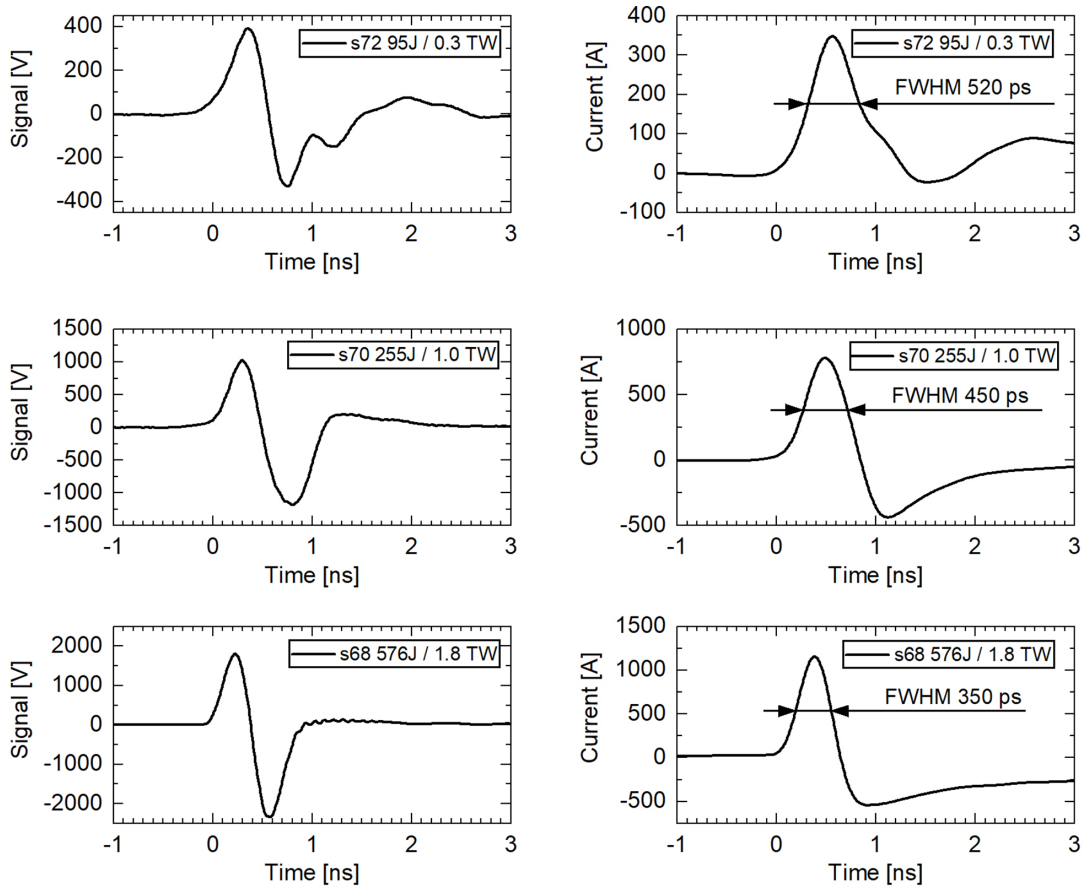 Signal [V]
400
200
0
-200
-400
s72 95J / 0.3 TW
-1 0 1 2 3
Time [ns]
Current [A]
400
300
200
100
0
-100
s72 95J / 0.3 TW
FWHM 520 ps
-1 0 1 2 3
Time [ns]
Signal [V]
1500
1000
500
0
-500
-1000
-1500
s70 255J / 1.0 TW
-1 0 1 2 3
Time [ns]
Current [A]
1000
500
0
-500
s70 255J / 1.0 TW
FWHM 450 ps
-1 0 1 2 3
Time [ns]
Signal [V]
2000
1000
0
-1000
-2000
s68 576J / 1.8 TW
-1 0 1 2 3
Time [ns]
Current [A]
1500
1000
500
0
-500
s68 576J / 1.8 TW
FWHM 350 ps
-1 0 1 2 3
Time [ns]